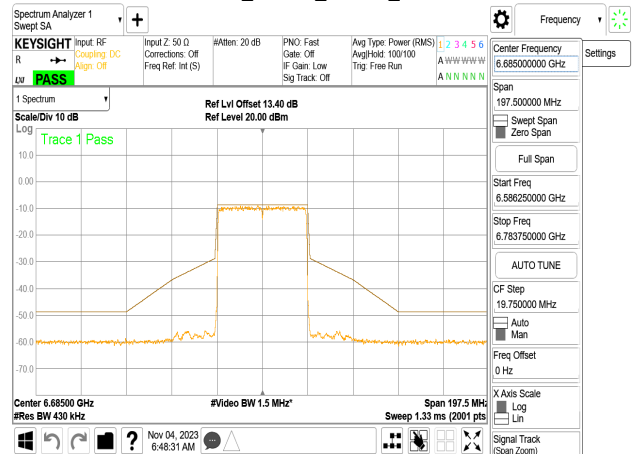 Spectrum Analyzer 1
Swept SA
Frequency
KEYSIGHT
R
LXI
PASS
Input: RF
Coupling: DC
Align: Off
Input Z: 50 Ω
Corrections: Off
Freq Ref: Int (S)
#Atten: 20 dB
PNO: Fast
Gate: Off
IF Gain: Low
Sig Track: Off
Avg Type: Power (RMS)
Avg|Hold: 100/100
Trig: Free Run
1 2 3 4 5 6
A W W W W W
A N N N N N
1 Spectrum
Scale/Div 10 dB
Ref Lvl Offset 13.40 dB
Ref Level 20.00 dBm
Log
Trace 1 Pass
10.0
0.00
-10.0
-20.0
-30.0
-40.0
-50.0
-60.0
-70.0
Center 6.68500 GHz
#Res BW 430 kHz
#Video BW 1.5 MHz*
Span 197.5 MHz
Sweep 1.33 ms (2001 pts
Nov 04, 2023
6:48:31 AM
Center Frequency
6.685000000 GHz
Settings
Span
197.500000 MHz
Swept Span
Zero Span
Full Span
Start Freq
6.586250000 GHz
Stop Freq
6.783750000 GHz
AUTO TUNE
CF Step
19.750000 MHz
Auto
Man
Freq Offset
0 Hz
X Axis Scale
Log
Lin
Signal Track
(Span Zoom)